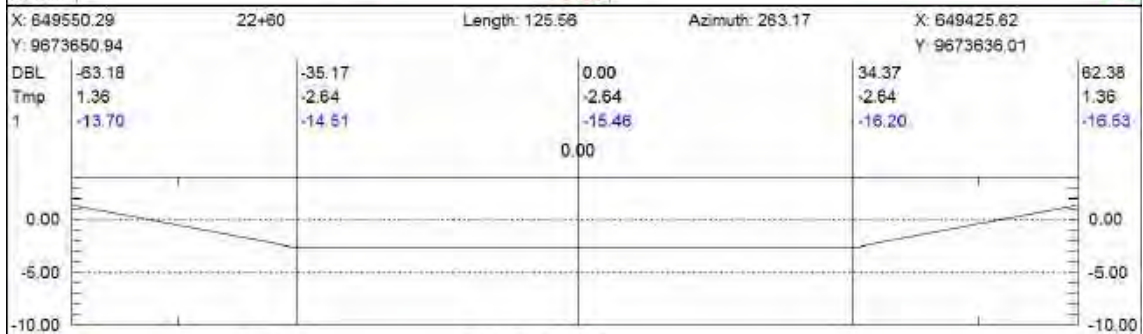 X: 649550.29 22+60 Length: 125.56 Azimuth: 263.17 X: 649425.62
Y: 9673650.94 Y: 9673636.01
DBL -63.18 -35.17 0.00 34.37 62.38
Tmp 1.36 -2.64 -2.64 -2.64 1.36
1 -13.70 -14.51 -15.46 -16.20 -16.53
0.00
0.00 0.00
-5.00 -5.00
-10.00 -10.00